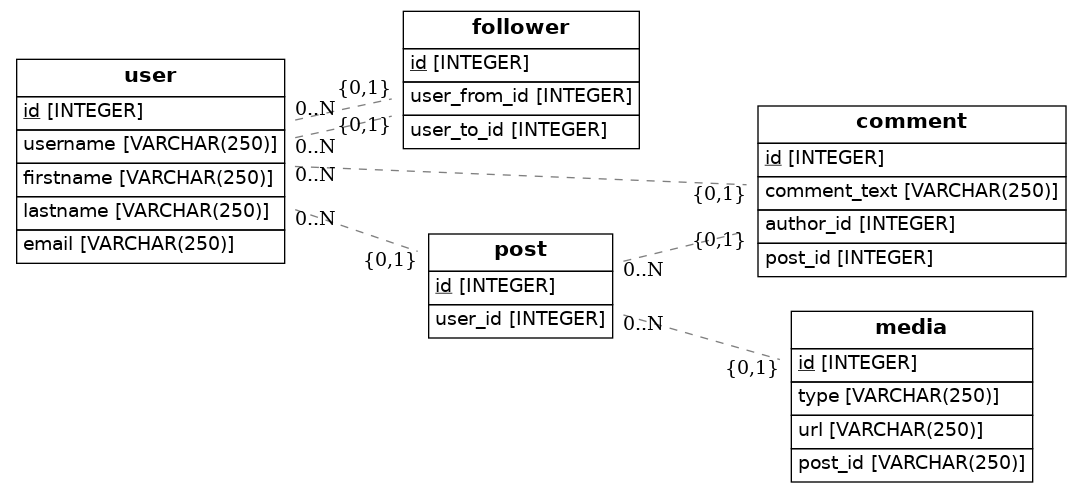 user
id [INTEGER]
username [VARCHAR(250)]
firstname [VARCHAR(250)]
lastname [VARCHAR(250)]
email [VARCHAR(250)]
follower
id [INTEGER]
user_from_id [INTEGER]
user_to_id [INTEGER]
{0,1}
0..N
{0,1}
0..N
0..N
{0,1}
0..N
{0,1}
post
id [INTEGER]
user_id [INTEGER]
{0,1}
0..N
0..N
{0,1}
comment
id [INTEGER]
comment_text [VARCHAR(250)]
author_id [INTEGER]
post_id [INTEGER]
media
id [INTEGER]
type [VARCHAR(250)]
url [VARCHAR(250)]
post_id [VARCHAR(250)]